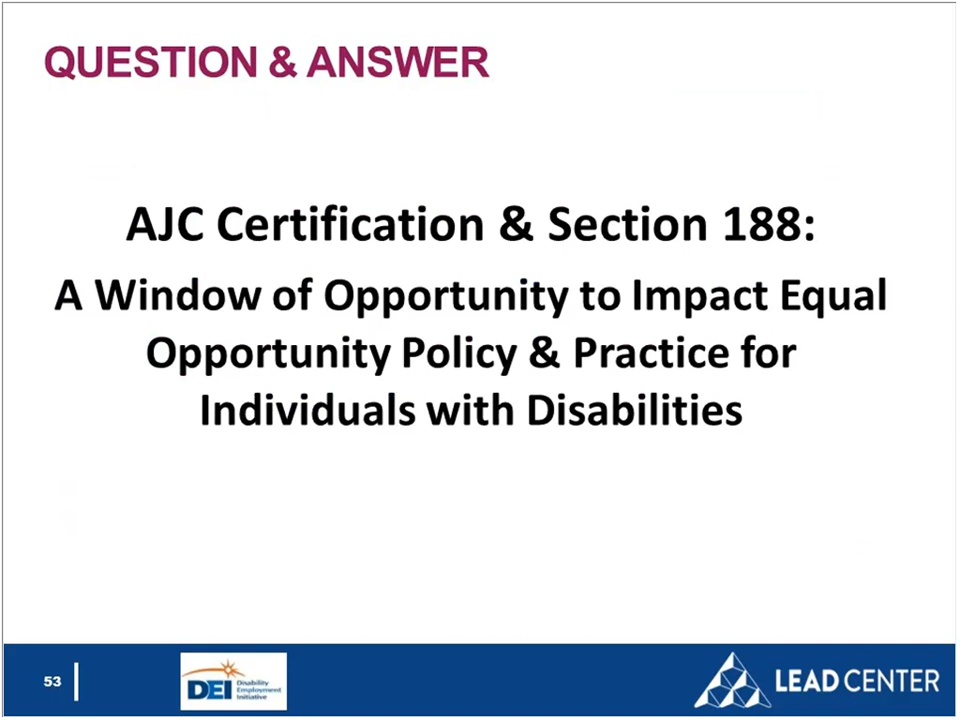 QUESTION & ANSWER
AJC Certification & Section 188:
A Window of Opportunity to Impact Equal
Opportunity Policy & Practice for
Individuals with Disabilities
53
DEI
Disability
Employment
Initiative
LEAD CENTER